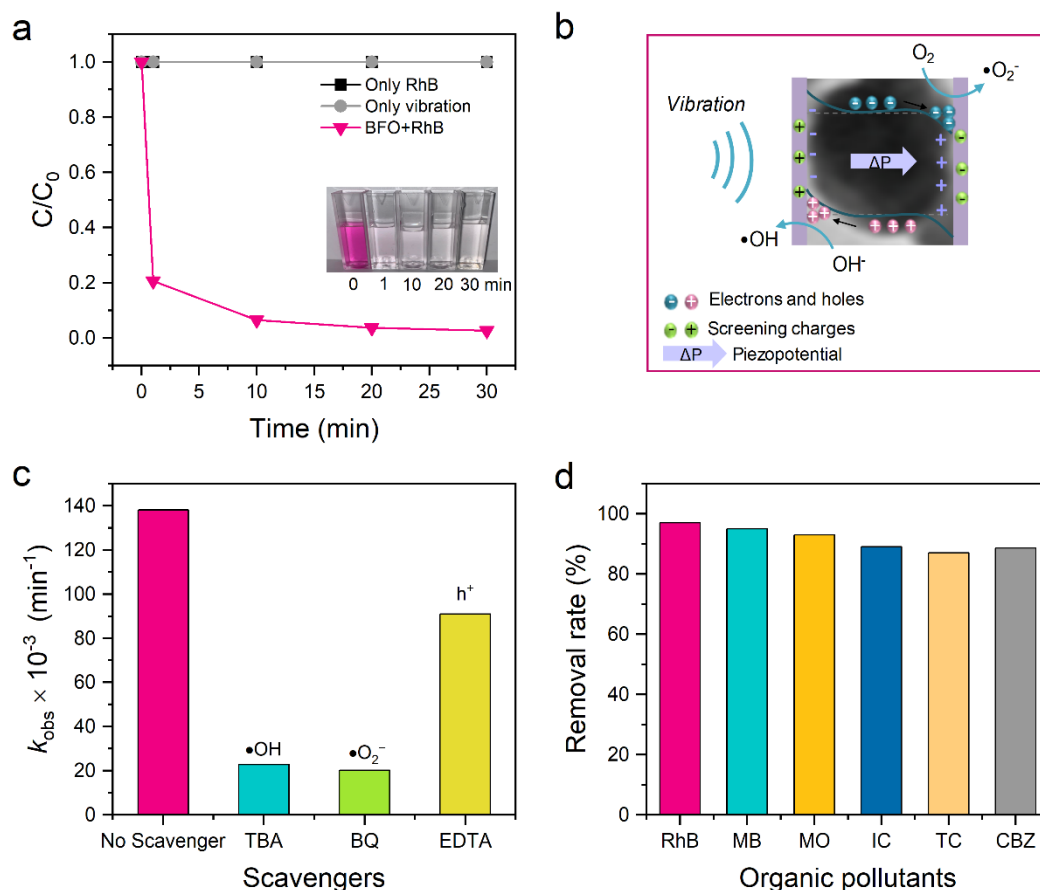 a
C/C0
1.0
0.8
0.6
0.4
0.2
0.0
Only RhB
Only vibration
BFO+RhB
0 1 10 20 30 min
0 5 10 15 20 25 30
Time (min)
b
Vibration
O2
•O2-
ΔP
•OH
OH-
Electrons and holes
Screening charges
ΔP Piezopotential
c
kobs × 10−3 (min-1)
140
120
100
80
60
40
20
0
•OH
•O2−
h+
No Scavenger TBA BQ EDTA
Scavengers
d
Removal rate (%)
100
80
60
40
20
0
RhB MB MO IC TC CBZ
Organic pollutants